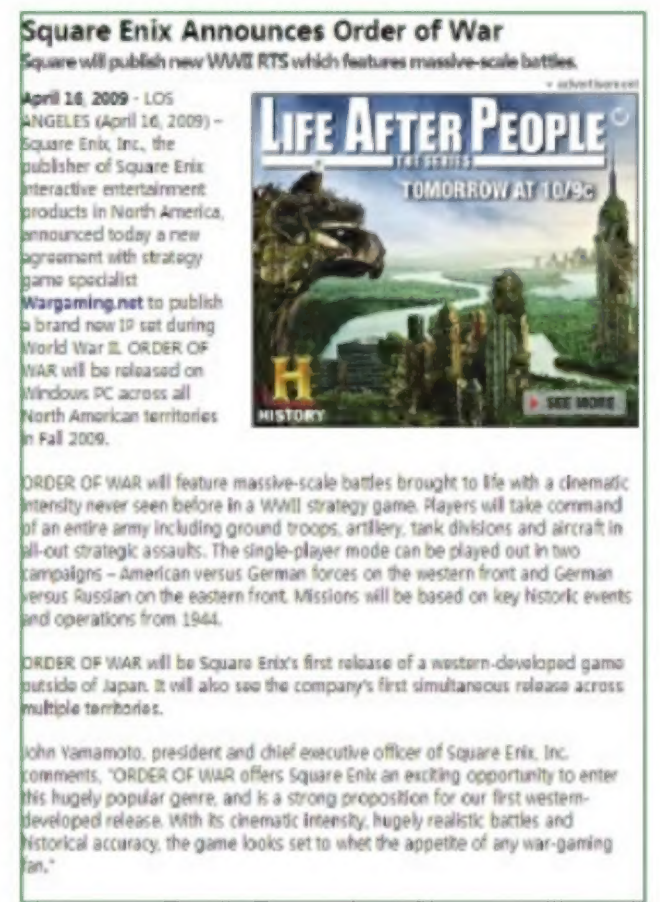 Square Enix Announces Order of War
Square will publish new WWII RTS which features massive-scale battles.
advertisement
April 16, 2009 - LOS
ANGELES (April 16, 2009) –
Square Enix, Inc., the
publisher of Square Enix
interactive entertainment
products in North America,
announced today a new
agreement with strategy
game specialist
Wargaming.net to publish
a brand new IP set during
World War II. ORDER OF
WAR will be released on
Windows PC across all
North American territories
in Fall 2009.
LIFE AFTER PEOPLE
THE SERIES
TOMORROW AT 10/9c
H
HISTORY
SEE MORE
ORDER OF WAR will feature massive-scale battles brought to life with a cinematic
intensity never seen before in a WWII strategy game. Players will take command
of an entire army including ground troops, artillery, tank divisions and aircraft in
all-out strategic assaults. The single-player mode can be played out in two
campaigns – American versus German forces on the western front and German
versus Russian on the eastern front. Missions will be based on key historic events
and operations from 1944.
ORDER OF WAR will be Square Enix's first release of a western-developed game
outside of Japan. It will also see the company's first simultaneous release across
multiple territories.
John Yamamoto, president and chief executive officer of Square Enix, Inc.
comments, "ORDER OF WAR offers Square Enix an exciting opportunity to enter
this hugely popular genre, and is a strong proposition for our first western-
developed release. With its cinematic intensity, hugely realistic battles and
historical accuracy, the game looks set to whet the appetite of any war-gaming
fan."